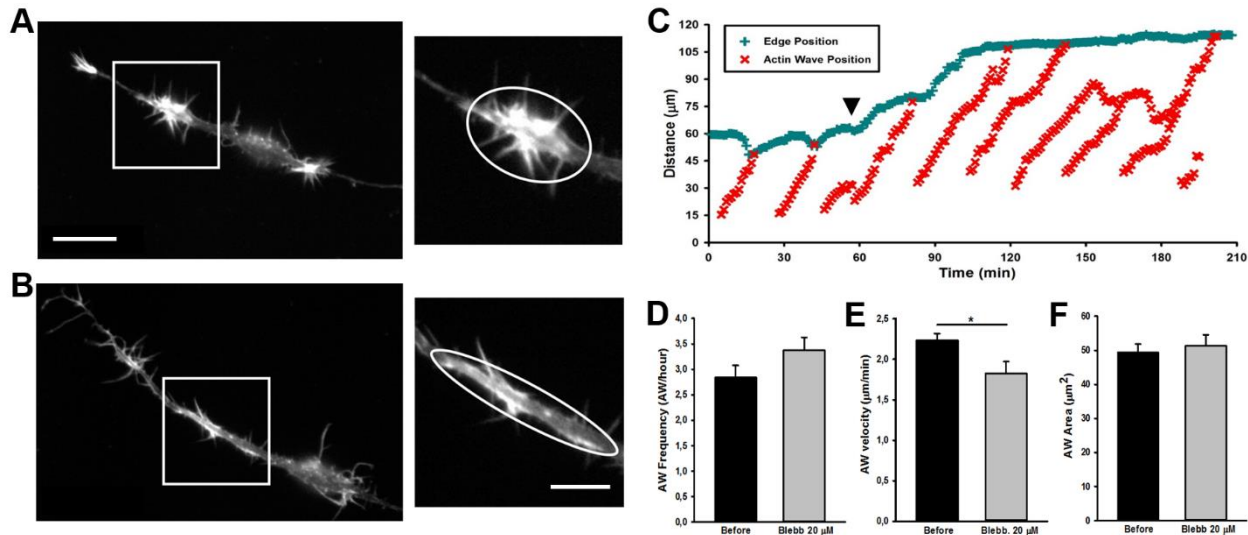 A
B
C
Edge Position
Actin Wave Position
Distance (μm)
120
105
90
75
60
45
30
15
0 30 60 90 120 150 180 210
Time (min)
D
AW Frequency (AW/hour)
4,0
3,5
3,0
2,5
2,0
1,5
1,0
0,5
0,0
Before Blebb 20 μM
E
*
AW velocity (μm/min)
2,5
2,0
1,5
1,0
0,5
0,0
Before Blebb. 20 μM
F
AW Area (μm²)
60
50
40
30
20
10
0
Before Blebb 20 μM